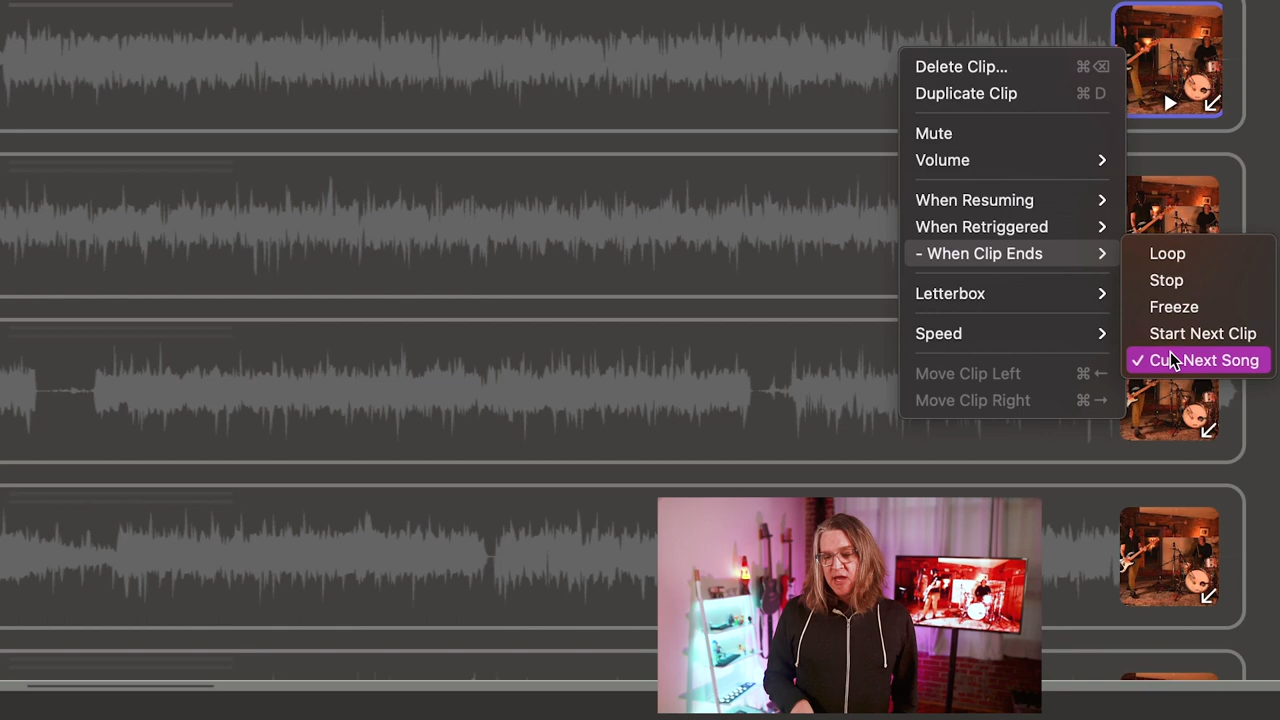 Delete Clip... ⌘⌫
Duplicate Clip ⌘ D
Mute
Volume
When Resuming
When Retriggered
- When Clip Ends
Letterbox
Speed
Move Clip Left ⌘←
Move Clip Right ⌘→
Loop
Stop
Freeze
Start Next Clip
✓ Next Song